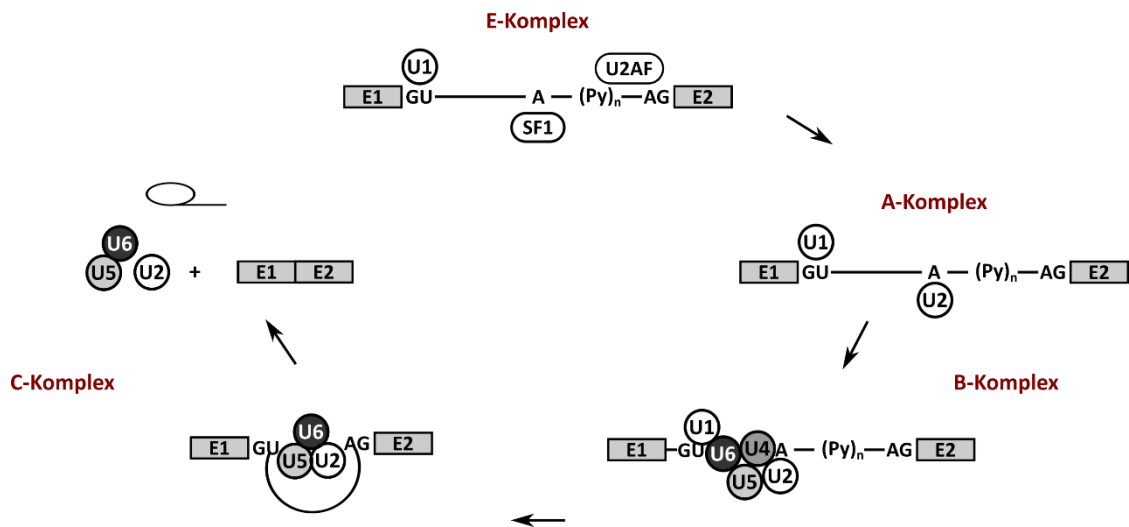 E-Komplex
U1
U2AF
E1 GU A (Py)n AG E2
SF1
A-Komplex
U1
E1 GU A (Py)n AG E2
U2
B-Komplex
U1
E1 GU U6 U4 A (Py)n AG E2
U5 U2
C-Komplex
U6
E1 GU AG E2
U5 U2
U6
U5 U2 + E1 E2